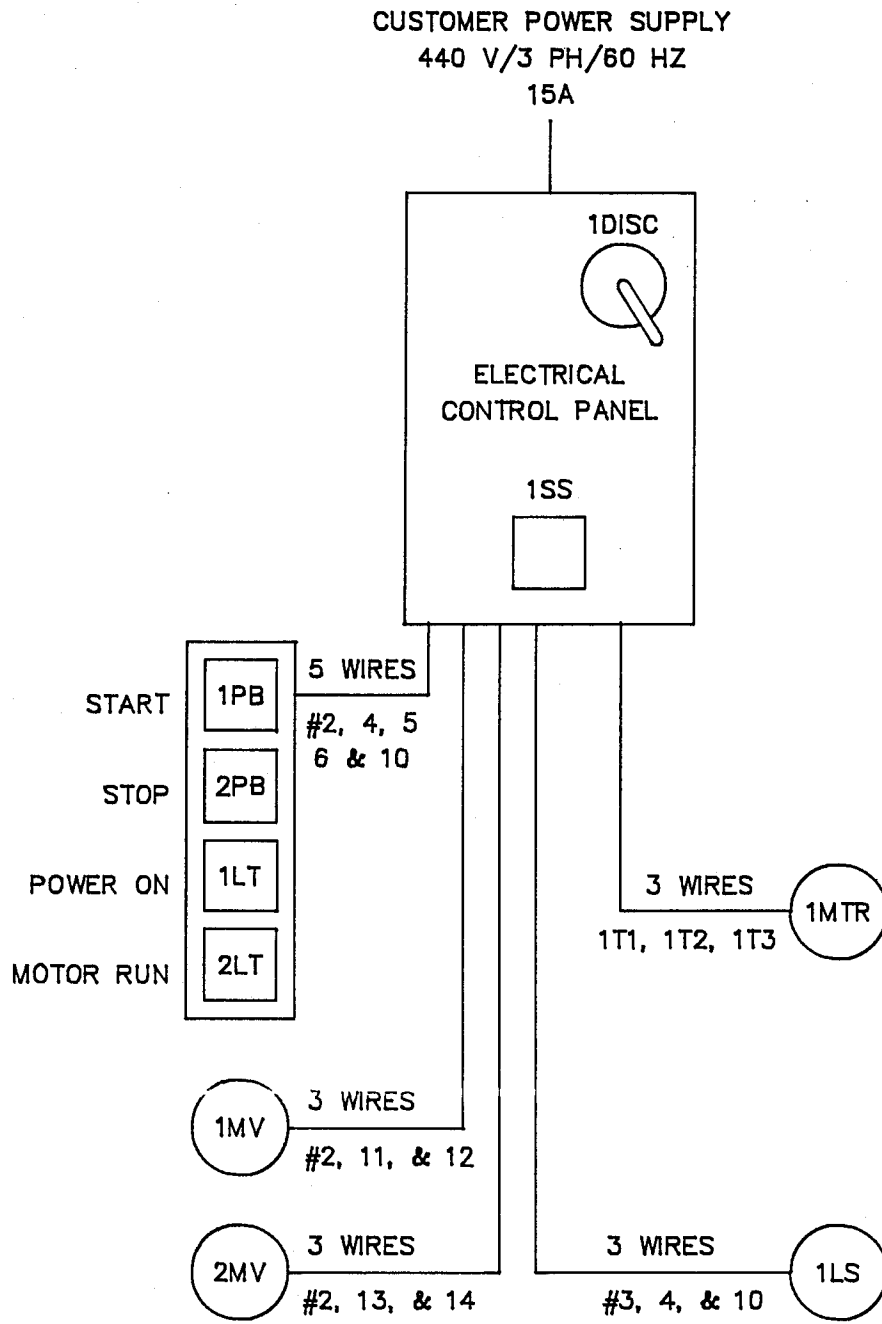 CUSTOMER POWER SUPPLY
440 V/3 PH/60 HZ
15A
1DISC
ELECTRICAL
CONTROL PANEL
1SS
START
1PB
5 WIRES
#2, 4, 5
6 & 10
STOP
2PB
POWER ON
1LT
MOTOR RUN
2LT
3 WIRES
1T1, 1T2, 1T3
1MTR
1MV
3 WIRES
#2, 11, & 12
2MV
3 WIRES
#2, 13, & 14
3 WIRES
#3, 4, & 10
1LS